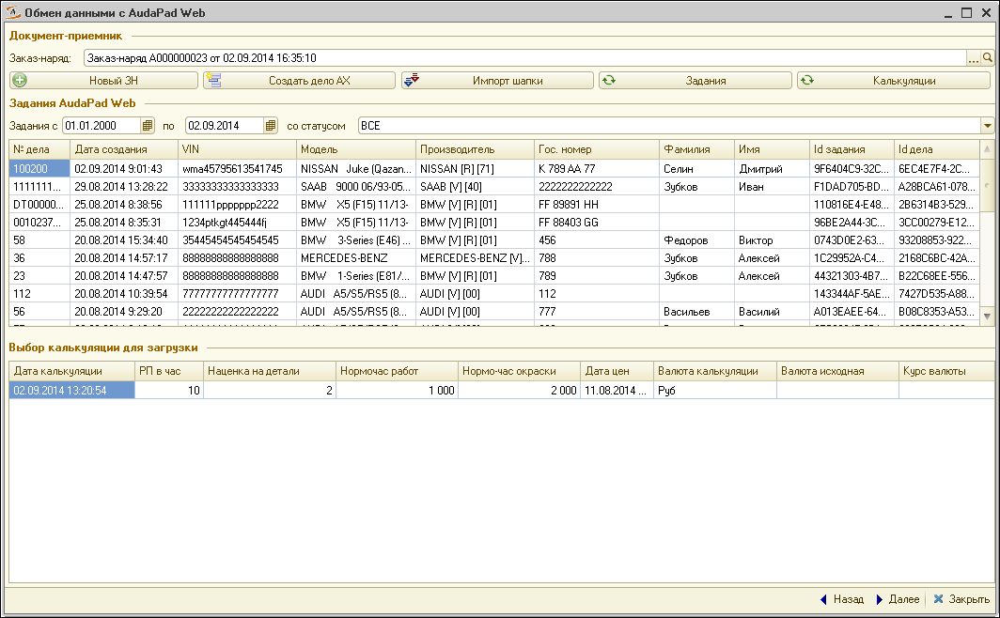 Обмен данными с AudaPad Web
Документ-приемник
Заказ-наряд: Заказ-наряд А000000023 от 02.09.2014 16:35:10 ...
Новый ЗН Создать дело АХ Импорт шапки Задания Калькуляции
Задания AudaPad Web
Задания с 01.01.2000 по 02.09.2014 со статусом ВСЕ
№ дела Дата создания VIN Модель Производитель Гос. номер Фамилия Имя Id задания Id дела
100200 02.09.2014 9:01:43 wma45795613541745 NISSAN Juke (Qazan... NISSAN [R] [71] К 789 АА 77 Селин Дмитрий 9F6404C9-32C... 6EC4E7F4-2C...
1111111... 29.08.2014 13:28:22 33333333333333333 SAAB 9000 06/93-05... SAAB [V] [40] 2222222222222 Зубков Иван F1DAD705-BD... A28BCA61-078...
DT00000... 25.08.2014 8:38:56 111111ppppppp2222 BMW X5 (F15) 11/13- BMW [V] [R] [01] FF 89891 HH 110816E4-E48... 2B6314B3-529...
0010237... 25.08.2014 8:35:31 1234ptkgt445444fj BMW X5 (F15) 11/13- BMW [V] [R] [01] FF 88403 GG 96BE2A44-3C... 3CC00279-E12...
58 20.08.2014 15:34:40 35445454545454545 BMW 3-Series (E46) ... BMW [V] [R] [01] 456 Федоров Виктор 0743D0E2-63... 93208853-922...
36 20.08.2014 14:57:17 88888888888888888 MERCEDES-BENZ MERCEDES-BENZ [V]... 788 Зубков Алексей 1C29952A-C4... 2168C6BC-42A...
23 20.08.2014 14:47:57 88888888888888888 BMW 1-Series (E81/... BMW [V] [R] [01] 789 Зубков Алексей 44321303-4B7... B22C68EE-556...
112 20.08.2014 10:39:54 77777777777777777 AUDI A5/S5/RS5 (8... AUDI [V] [00] 112 143344AF-5AE... 7427D535-A88...
56 20.08.2014 9:29:20 22222222222222222 AUDI A5/S5/RS5 (8... AUDI [V] [00] 777 Васильев Василий A013EAEE-64... B08C8353-A53...
Выбор калькуляции для загрузки
Дата калькуляции РП в час Наценка на детали Нормочас работ Нормо-час окраски Дата цен Валюта калькуляции Валюта исходная Курс валюты
02.09.2014 13:20:54 10 2 1 000 2 000 11.08.2014 ... Руб
Назад Далее Закрыть